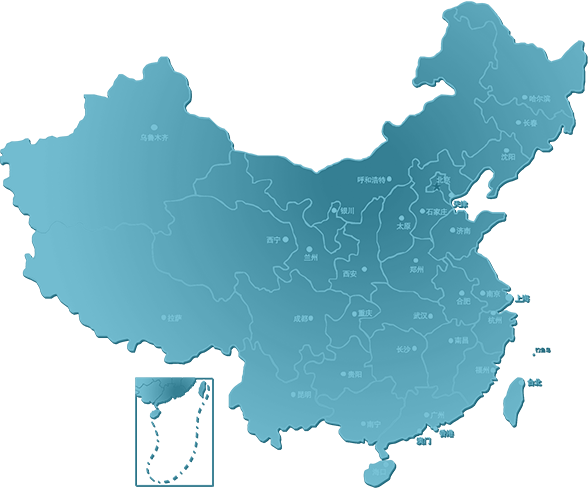 哈尔滨
长春
乌鲁木齐
沈阳
呼和浩特
北京
天津
银川
石家庄
太原
济南
西宁
兰州
西安
郑州
合肥
南京
上海
拉萨
成都
重庆
武汉
杭州
南昌
长沙
贵阳
福州
台北
昆明
广州
南宁
香港
澳门